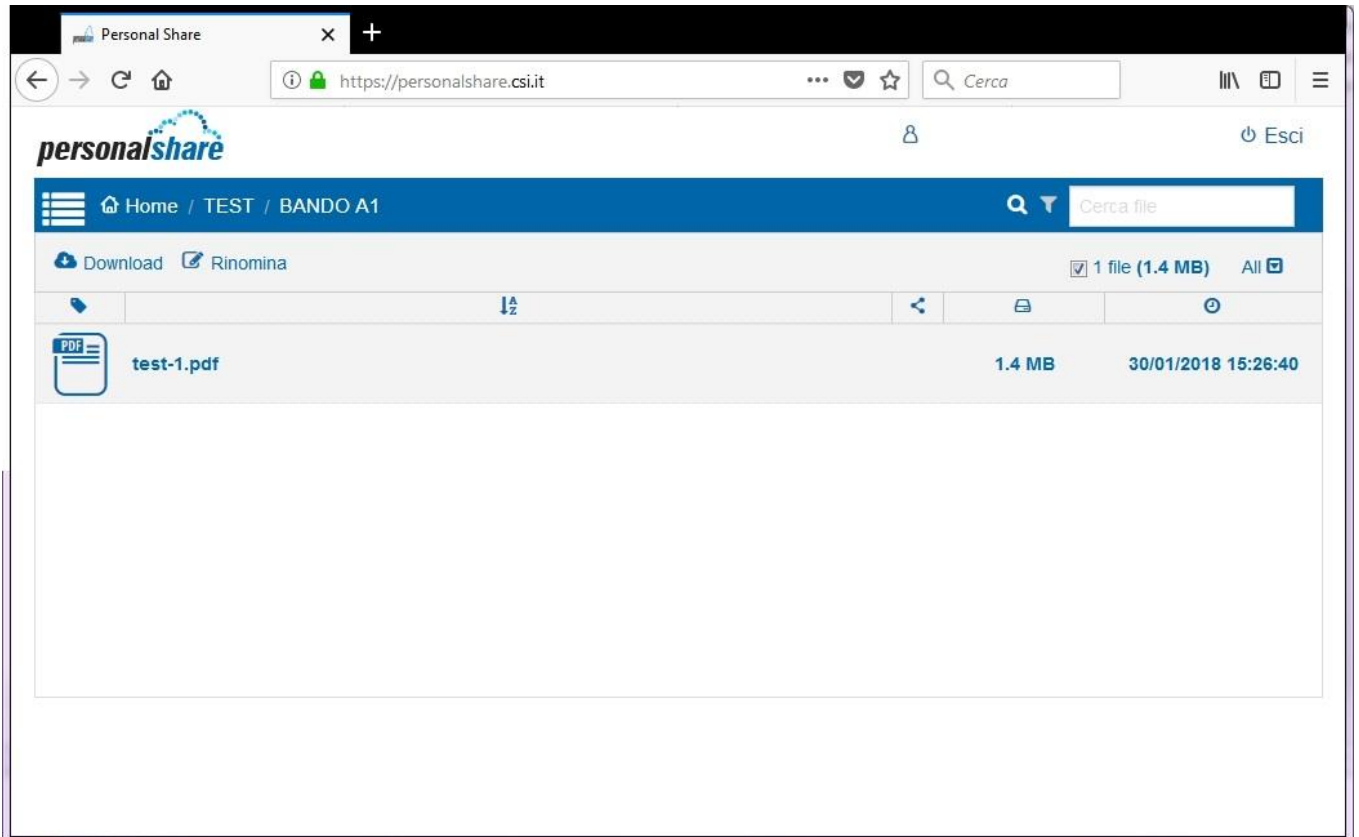 Personal Share
https://personalshare.csi.it
Cerca
personalshare
Esci
Home / TEST / BANDO A1
Cerca file
Download Rinomina
1 file (1.4 MB) All
A
Z
PDF
test-1.pdf 1.4 MB 30/01/2018 15:26:40